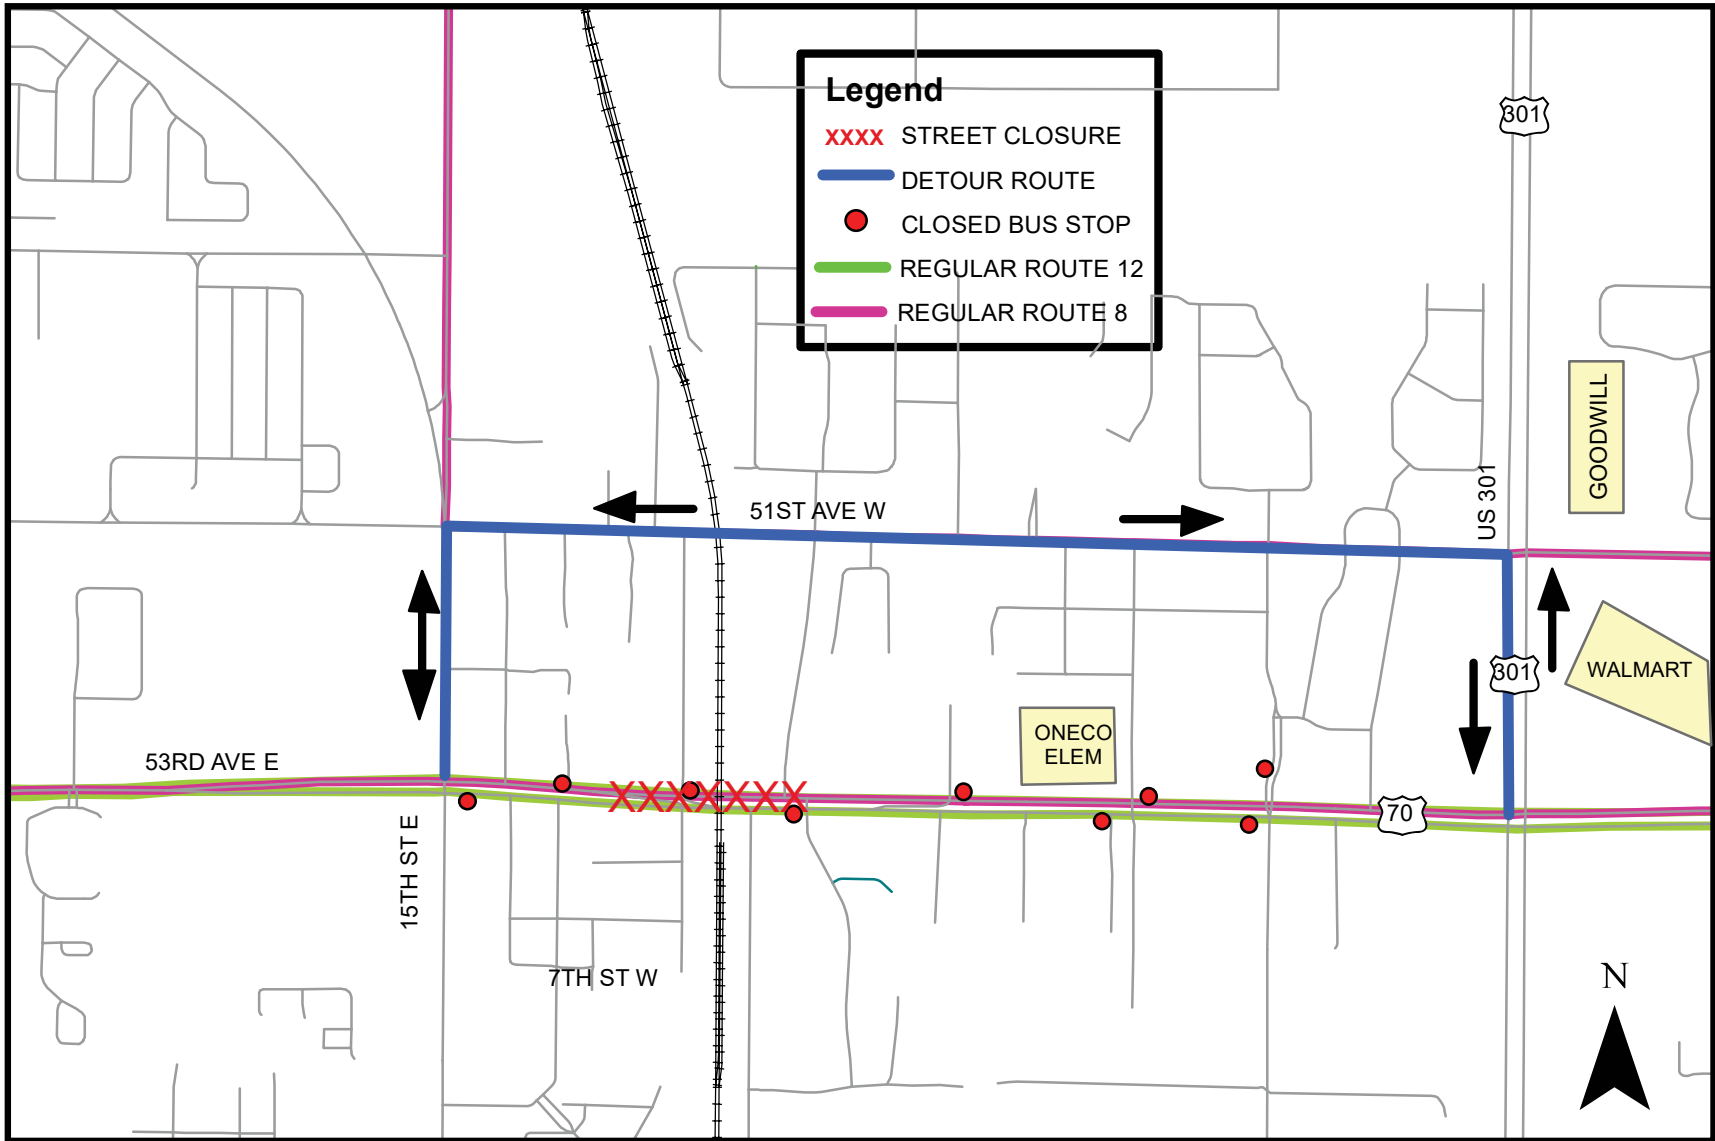 Legend
xxxx STREET CLOSURE
DETOUR ROUTE
CLOSED BUS STOP
REGULAR ROUTE 12
REGULAR ROUTE 8
301
GOODWILL
US 301
51ST AVE W
301
WALMART
ONECO
ELEM
53RD AVE E
XXXXXXX
70
15TH ST E
7TH ST W
N